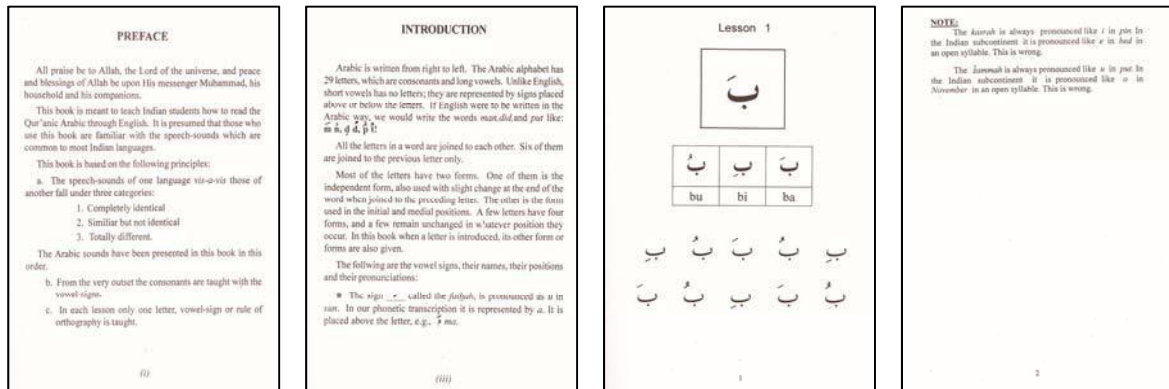 PREFACE
All praise be to Allah, the Lord of the universe, and peace
and blessings of Allah be upon His messenger Muhammad, his
household and his companions.
This book is meant to teach Indian students how to read the
Qur'anic Arabic through English. It is presumed that those who
use this book are familiar with the speech-sounds which are
common to most Indian languages.
This book is based on the following principles:
a. The speech-sounds of one language vis-a-vis those of
another fall under three categories:
1. Completely identical
2. Similiar but not identical
3. Totally different.
The Arabic sounds have been presented in this book in this
order.
b. From the very outset the consonants are taught with the
vowel-signs.
c. In each lesson only one letter, vowel-sign or rule of
orthography is taught.
(i)
INTRODUCTION
Arabic is written from right to left. The Arabic alphabet has
29 letters, which are consonants and long vowels. Unlike English,
short vowels has no letters; they are represented by signs placed
above or below the letters. If English were to be written in the
Arabic way, we would write the words man, did, and put like:
All the letters in a word are joined to each other. Six of them
are joined to the previous letter only.
Most of the letters have two forms. One of them is the
independent form, also used with slight change at the end of the
word when joined to the preceding letter. The other is the form
used in the initial and medial positions. A few letters have four
forms, and a few remain unchanged in whatever position they
occur. In this book when a letter is introduced, its other form or
forms are also given.
The follwing are the vowel signs, their names, their positions
and their pronunciations:
* The sign called the fathah, is pronounced as u in
run. In our phonetic transcription it is represented by a. It is
placed above the letter, e.g., ma.
(iii)
Lesson 1
بَ
بُ بِ بَ
bu bi ba
بِ بُ بَ بُ بِ
بَ بُ بِ بَ بُ
1
NOTE:
The kasrah is always pronounced like i in pin. In
the Indian subcontinent it is pronounced like e in bed in
an open syllable. This is wrong.
The dammah is always pronounced like u in put. In
the Indian subcontinent it is pronounced like o in
November in an open syllable. This is wrong.
2